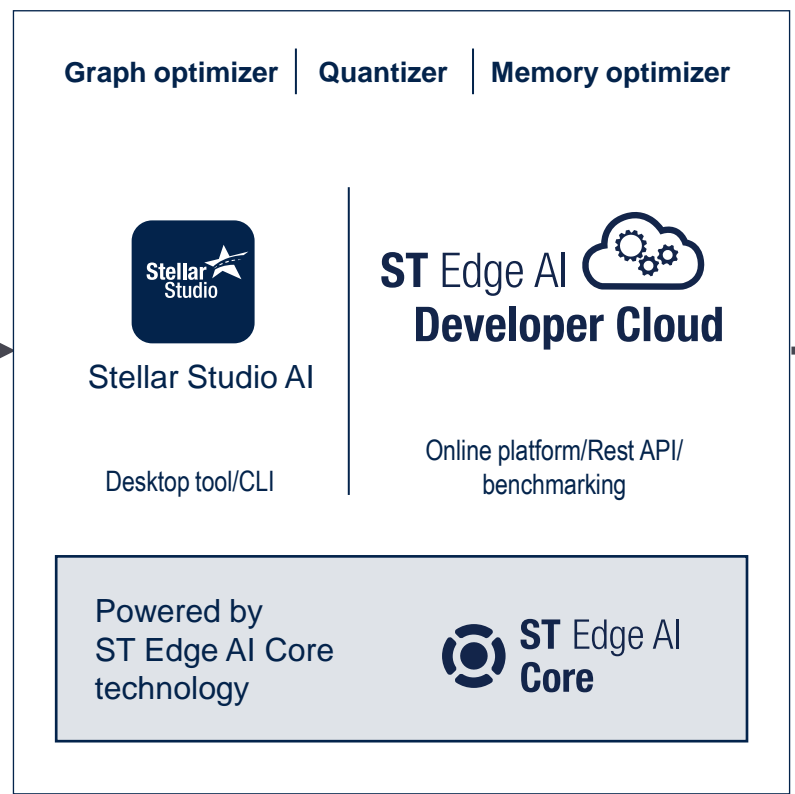 Graph optimizer
Quantizer
Memory optimizer
Stellar
Studio
Stellar Studio AI
Desktop tool/CLI
ST Edge AI
Developer Cloud
Online platform/Rest API/
benchmarking
Powered by
ST Edge AI Core
technology
ST Edge AI
Core